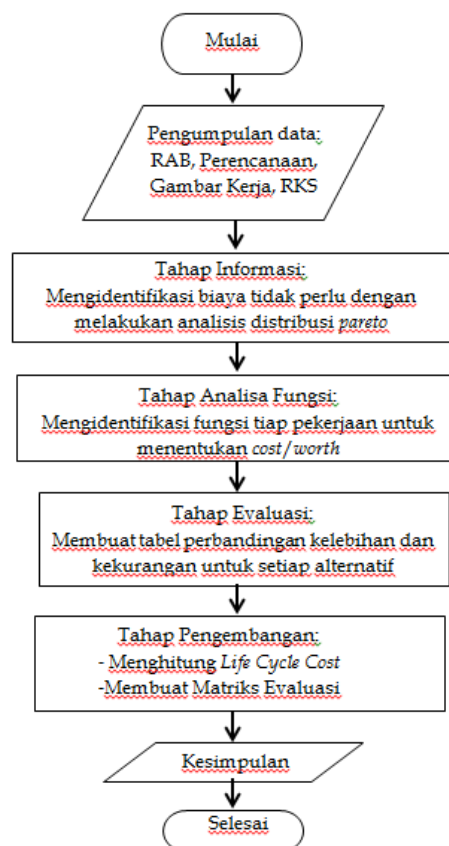 Mulai
Pengumpulan data:
RAB, Perencanaan,
Gambar Kerja, RKS
Tahap Informasi:
Mengidentifikasi biaya tidak perlu dengan
melakukan analisis distribusi pareto
Tahap Analisa Fungsi:
Mengidentifikasi fungsi tiap pekerjaan untuk
menentukan cost/worth
Tahap Evaluasi:
Membuat tabel perbandingan kelebihan dan
kekurangan untuk setiap alternatif
Tahap Pengembangan:
- Menghitung Life Cycle Cost
-Membuat Matriks Evaluasi
Kesimpulan
Selesai